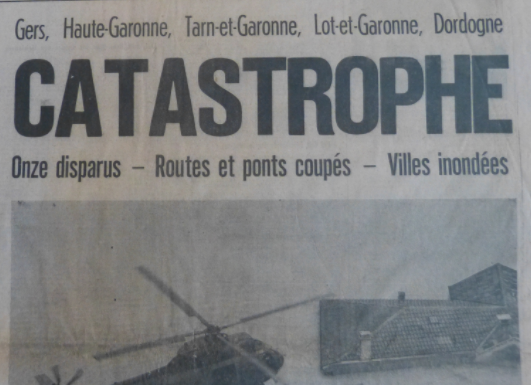 Gers, Haute-Garonne, Tarn-et-Garonne, Lot-et-Garonne, Dordogne
CATASTROPHE
Onze disparus – Routes et ponts coupés – Villes inondées